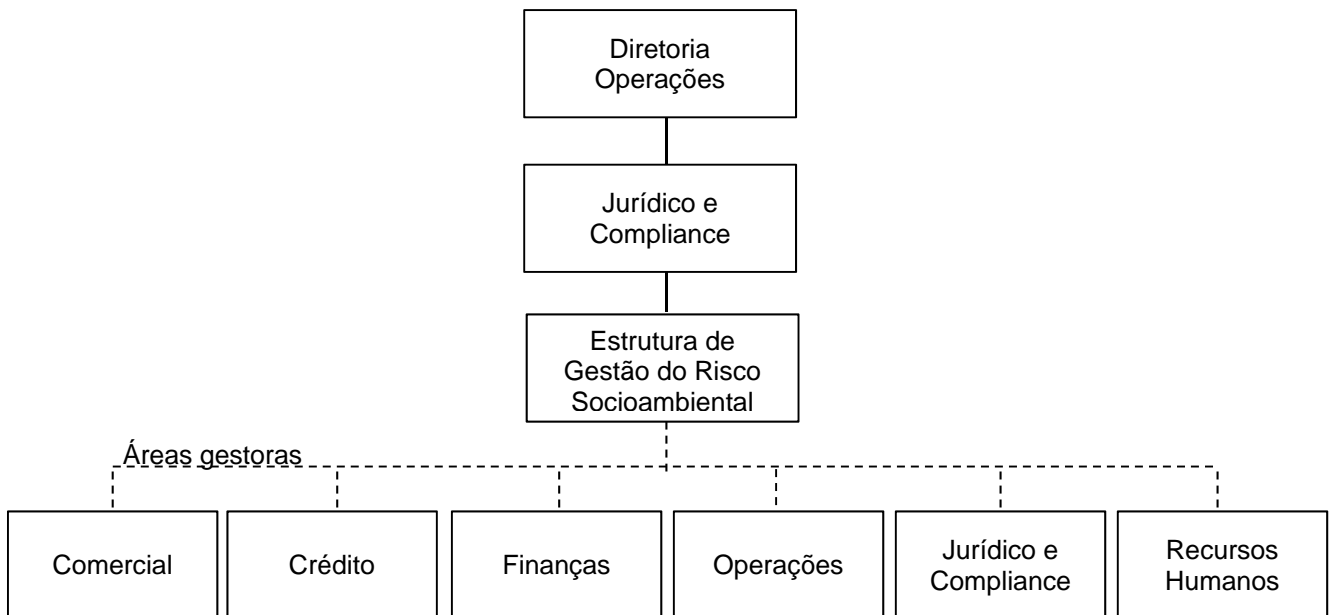 Diretoria
Operações
Jurídico e
Compliance
Estrutura de
Gestão do Risco
Socioambiental
Áreas gestoras
Comercial
Crédito
Finanças
Operações
Jurídico e
Compliance
Recursos
Humanos